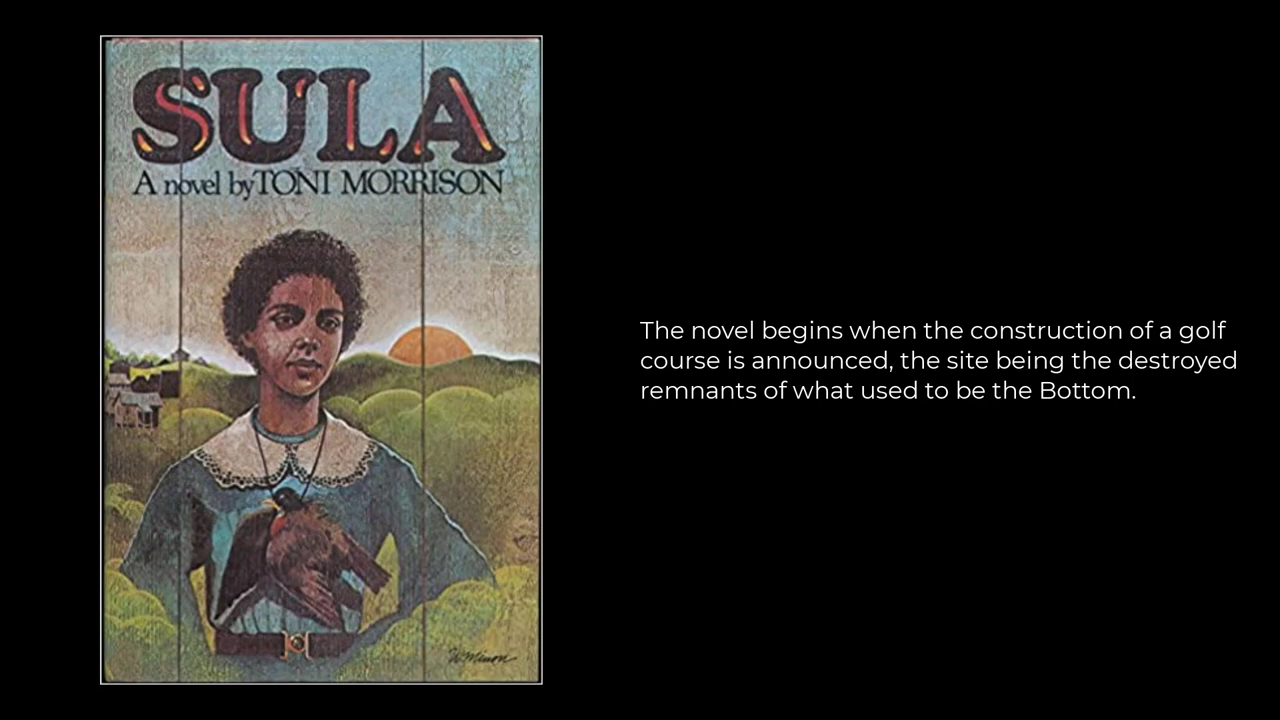 SULA
A novel by TONI MORRISON
The novel begins when the construction of a golf
course is announced, the site being the destroyed
remnants of what used to be the Bottom.
W. Minor